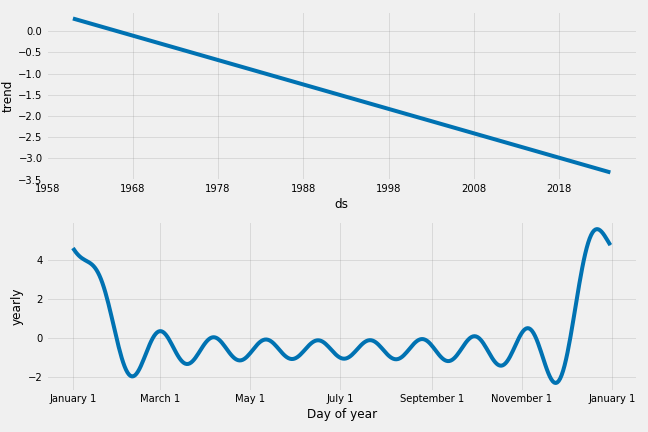 0.0
−0.5
−1.0
−1.5
−2.0
−2.5
−3.0
−3.5
trend
1958 1968 1978 1988 1998 2008 2018
ds
4
2
0
−2
yearly
January 1 March 1 May 1 July 1 September 1 November 1 January 1
Day of year